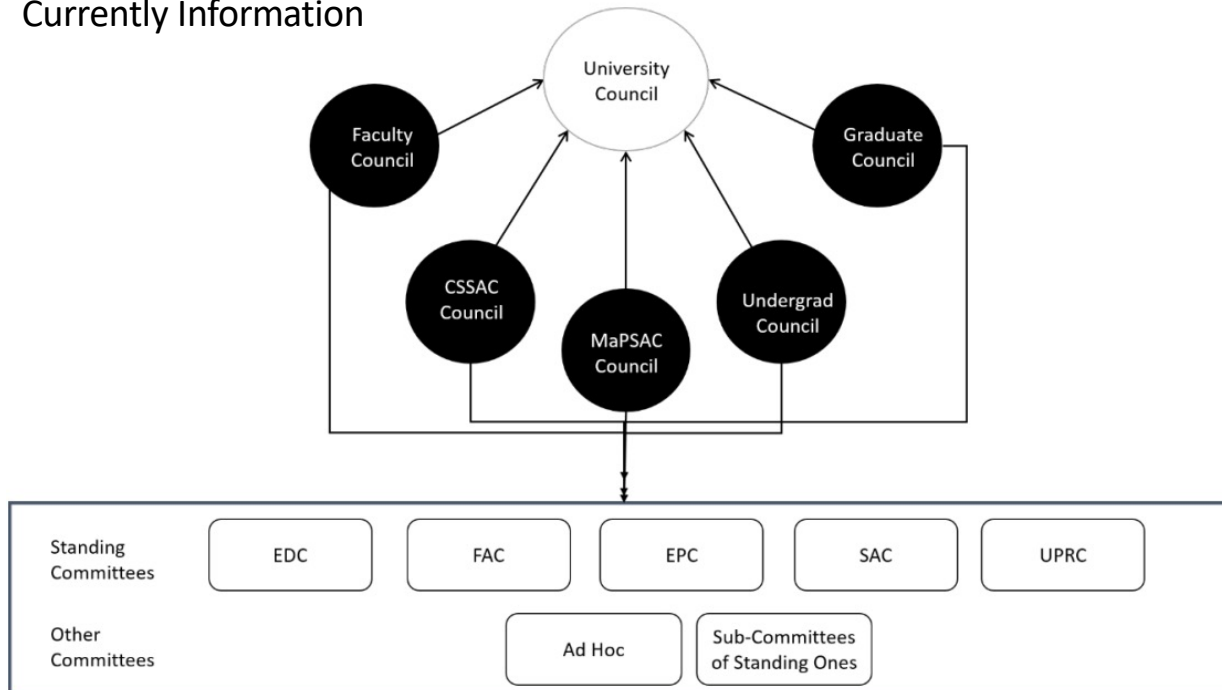 Currently Information
University
Council
Faculty
Council
Graduate
Council
CSSAC
Council
Undergrad
Council
MaPSAC
Council
Standing
Committees
EDC
FAC
EPC
SAC
UPRC
Other
Committees
Ad Hoc
Sub-Committees
of Standing Ones